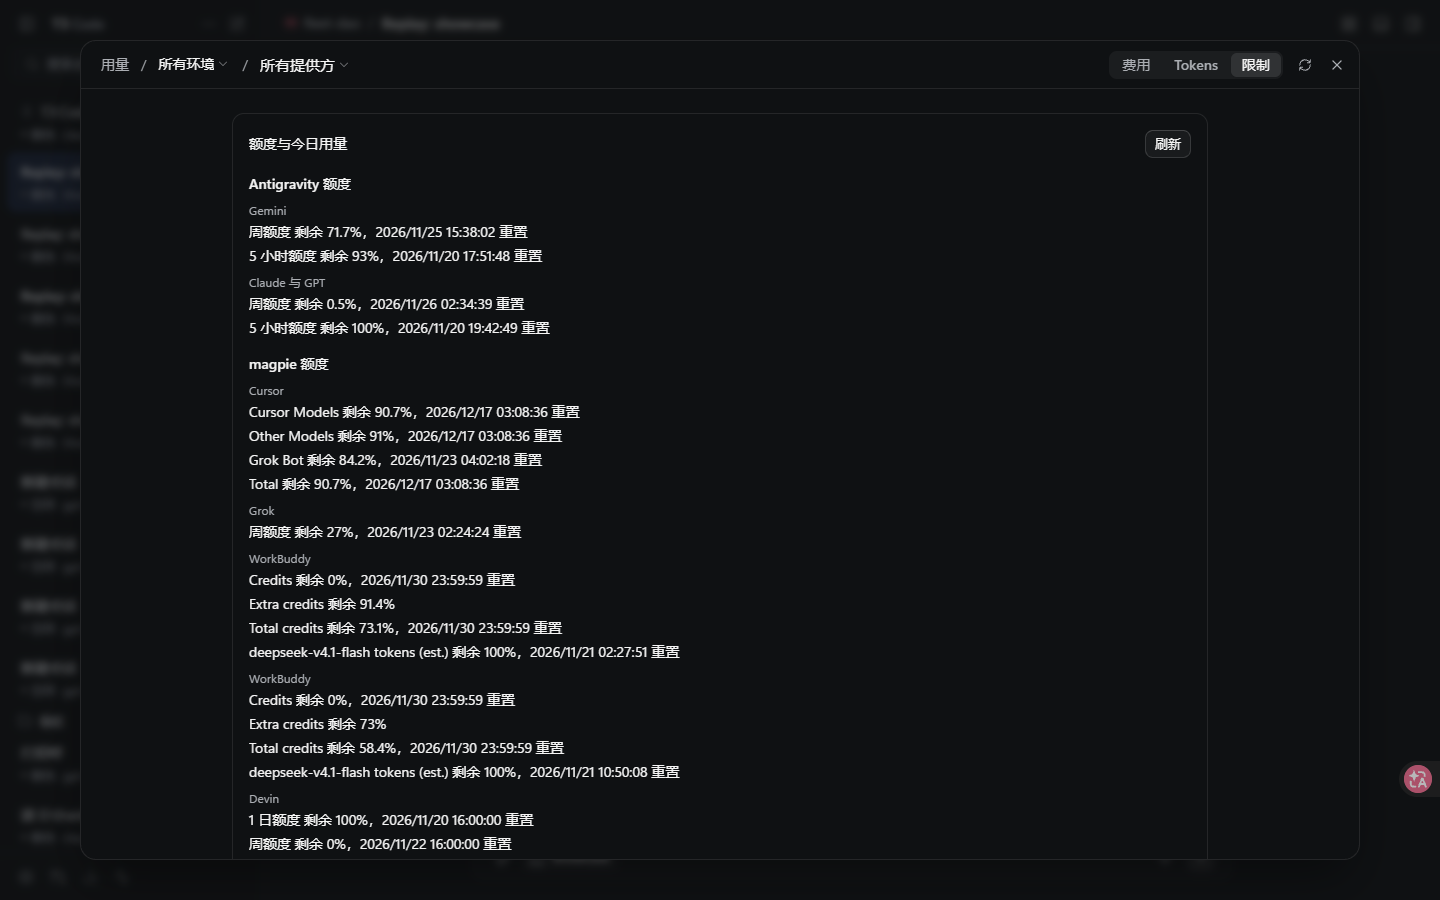 用量 / 所有环境 / 所有提供方
费用 Tokens 限制
额度与今日用量
刷新
Antigravity 额度
Gemini
周额度 剩余 71.7%，2026/11/25 15:38:02 重置
5 小时额度 剩余 93%，2026/11/20 17:51:48 重置
Claude 与 GPT
周额度 剩余 0.5%，2026/11/26 02:34:39 重置
5 小时额度 剩余 100%，2026/11/20 19:42:49 重置
magpie 额度
Cursor
Cursor Models 剩余 90.7%，2026/12/17 03:08:36 重置
Other Models 剩余 91%，2026/12/17 03:08:36 重置
Grok Bot 剩余 84.2%，2026/11/23 04:02:18 重置
Total 剩余 90.7%，2026/12/17 03:08:36 重置
Grok
周额度 剩余 27%，2026/11/23 02:24:24 重置
WorkBuddy
Credits 剩余 0%，2026/11/30 23:59:59 重置
Extra credits 剩余 91.4%
Total credits 剩余 73.1%，2026/11/30 23:59:59 重置
deepseek-v4.1-flash tokens (est.) 剩余 100%，2026/11/21 02:27:51 重置
WorkBuddy
Credits 剩余 0%，2026/11/30 23:59:59 重置
Extra credits 剩余 73%
Total credits 剩余 58.4%，2026/11/30 23:59:59 重置
deepseek-v4.1-flash tokens (est.) 剩余 100%，2026/11/21 10:50:08 重置
Devin
1 日额度 剩余 100%，2026/11/20 16:00:00 重置
周额度 剩余 0%，2026/11/22 16:00:00 重置